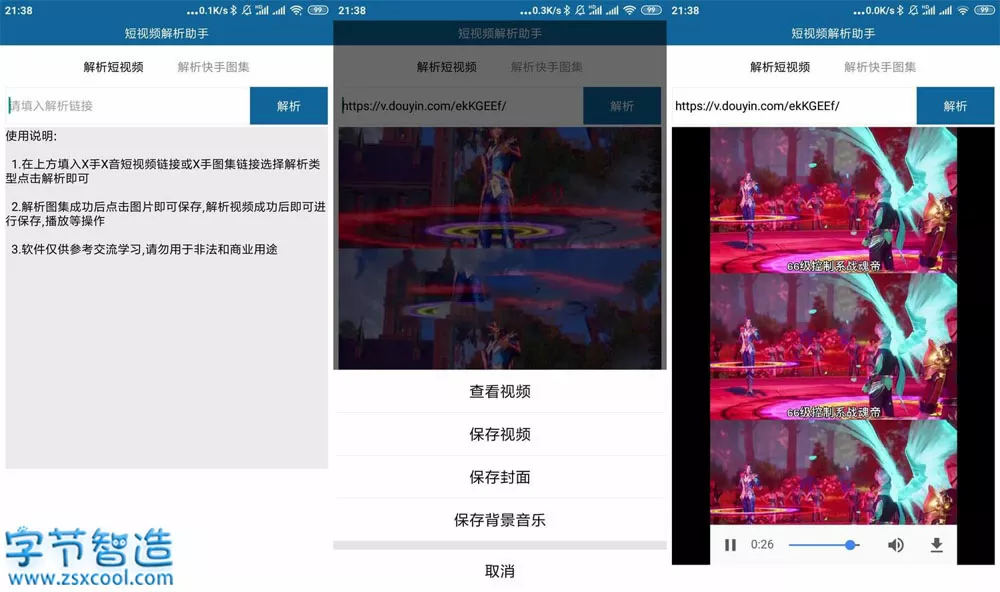 21:38
...0.1K/s
99
短视频解析助手
解析短视频
解析快手图集
请填入解析链接
解析
使用说明:
1.在上方填入X手X音短视频链接或X手图集链接选择解析类
型点击解析即可
2.解析图集成功后点击图片即可保存,解析视频成功后即可进
行保存,播放等操作
3.软件仅供参考交流学习,请勿用于非法和商业用途
字节智造
www.zsxcool.com
21:38
...0.3K/s
99
短视频解析助手
解析短视频
解析快手图集
https://v.douyin.com/ekKGEEf/
解析
查看视频
保存视频
保存封面
保存背景音乐
取消
21:38
...0.0K/s
99
短视频解析助手
解析短视频
解析快手图集
https://v.douyin.com/ekKGEEf/
解析
66级控制系战魂帝
66级控制系战魂帝
0:26